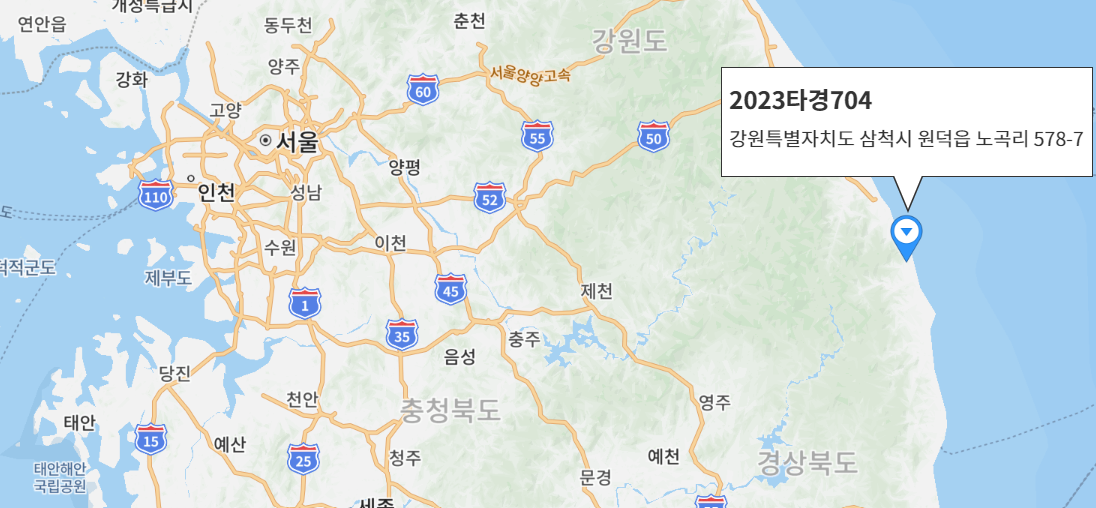 개성특별시
연안읍
동두천
춘천
강원도
양주
강화
서울양양고속
60
2023타경704
고양
강원특별자치도 삼척시 원덕읍 노곡리 578-7
55
50
서울
양평
110
인천
성남
52
수원
이천
덕적군도
제부도
45
제천
1
35
충주
음성
당진
천안
충청북도
영주
태안
15
예산
25
청주
예천
경상북도
태안해안
국립공원
문경
세종